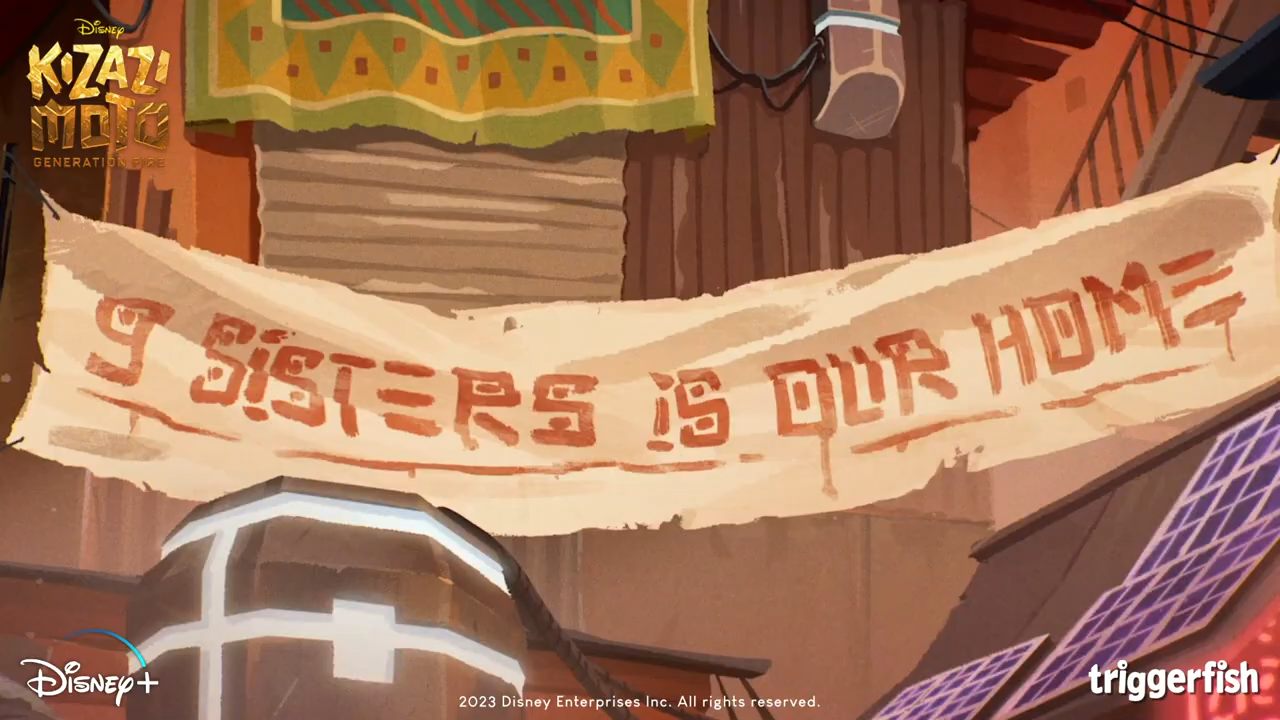 Disney
KIZAZI
MOTO
GENERATION FIRE
9 SISTERS IS OUR HOME
Disney+
2023 Disney Enterprises Inc. All rights reserved.
triggerfish